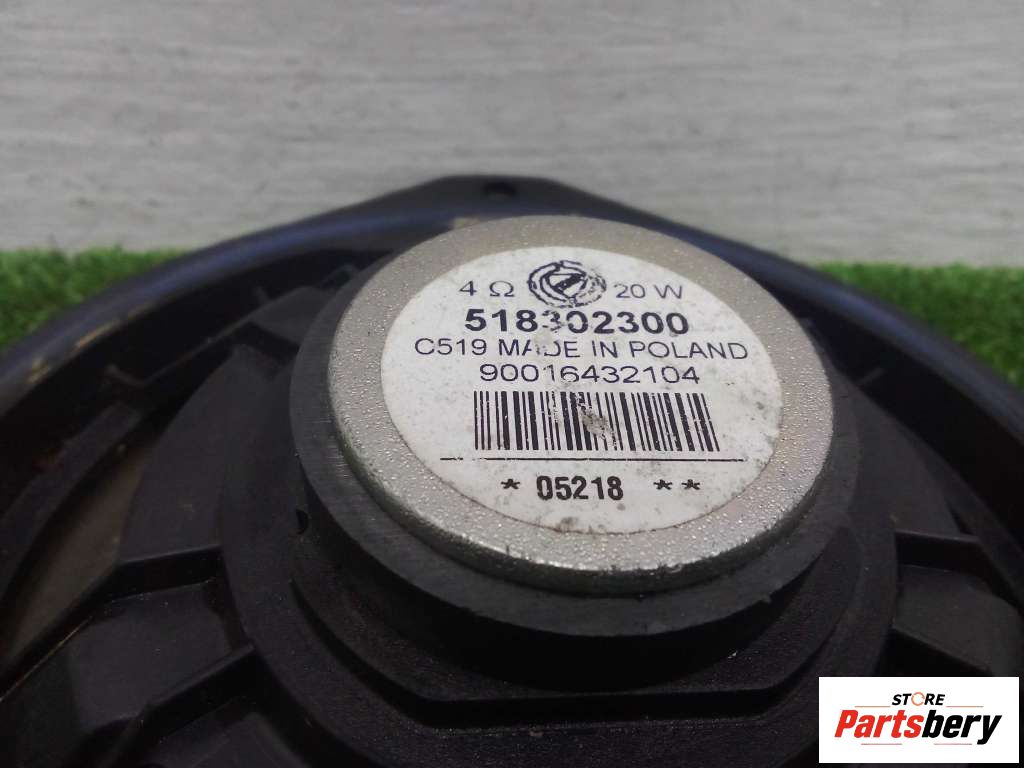 4 Ω 20 W
518302300
C519 MADE IN POLAND
90016432104
* 05218 **
STORE
Partsbery